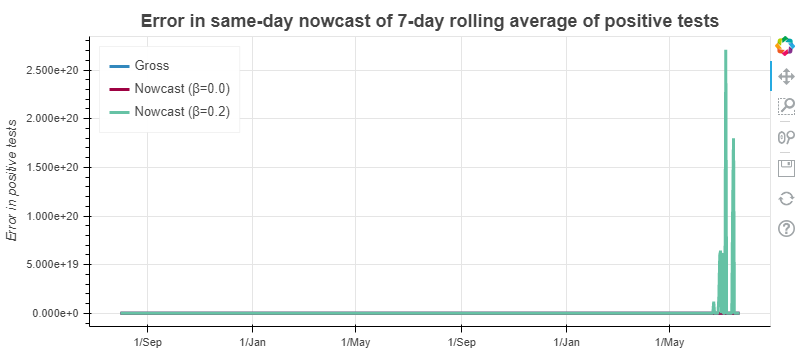 Error in same-day nowcast of 7-day rolling average of positive tests
Gross
Nowcast (β=0.0)
Nowcast (β=0.2)
Error in positive tests
2.500e+20
2.000e+20
1.500e+20
1.000e+20
5.000e+19
0.000e+0
1/Sep 1/Jan 1/May 1/Sep 1/Jan 1/May